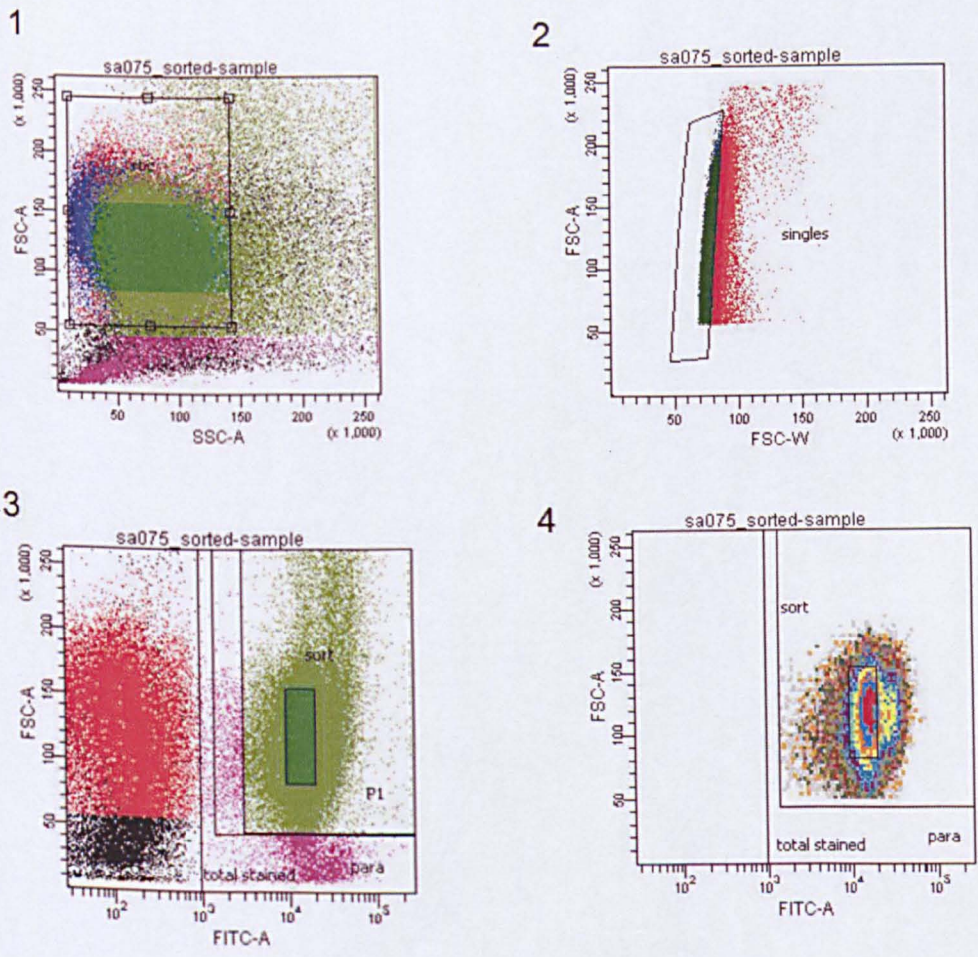 1
sa075_sorted-sample
(x 1,000)
250
200
150
100
50
FSC-A
50
100
150
200
250
SSC-A
(x 1,000)
2
sa075_sorted-sample
(x 1,000)
250
200
150
100
50
FSC-A
singles
50
100
150
200
250
FSC-W
(x 1,000)
3
sa075_sorted-sample
(x 1,000)
250
200
150
100
50
FSC-A
sort
P1
total stained
para
10²
10³
10⁴
10⁵
FITC-A
4
sa075_sorted-sample
(x 1,000)
250
200
150
100
50
FSC-A
sort
total stained
para
10²
10³
10⁴
10⁵
FITC-A